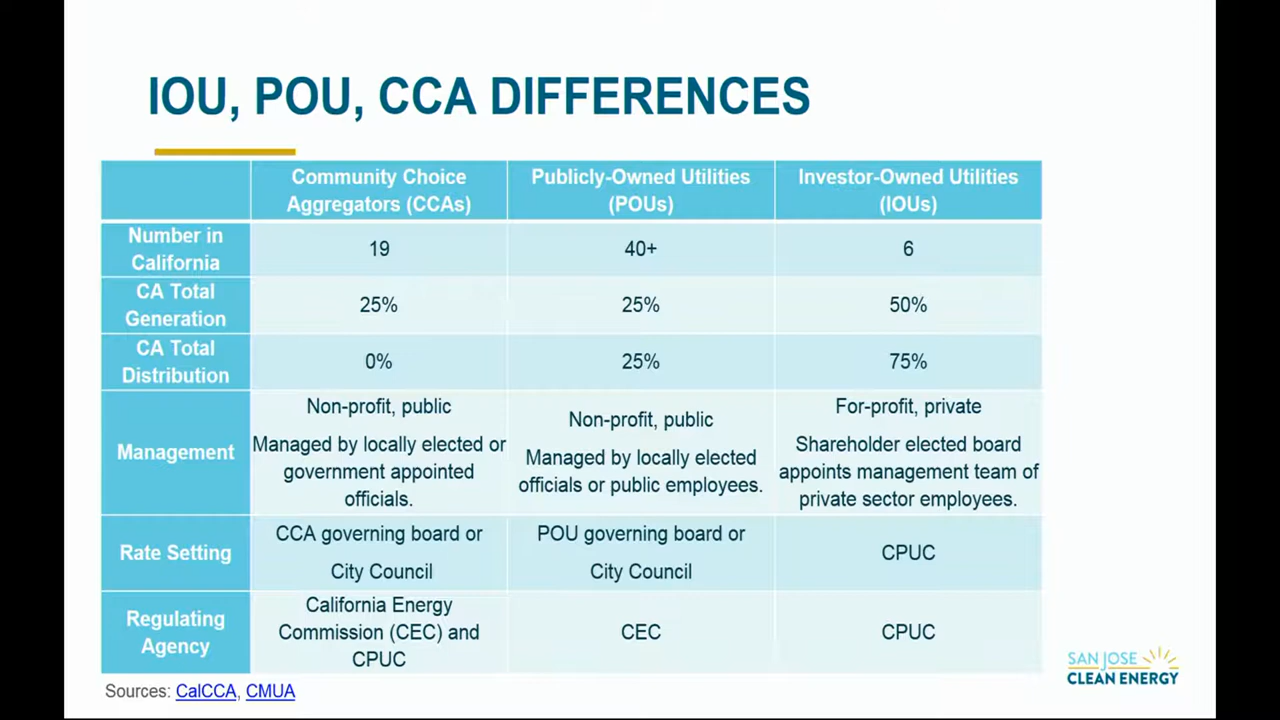 IOU, POU, CCA DIFFERENCES
Community Choice
Aggregators (CCAs)
Publicly-Owned Utilities
(POUs)
Investor-Owned Utilities
(IOUs)
Number in
California
19
40+
6
CA Total
Generation
25%
25%
50%
CA Total
Distribution
0%
25%
75%
Management
Non-profit, public
Managed by locally elected or
government appointed
officials.
Non-profit, public
Managed by locally elected
officials or public employees.
For-profit, private
Shareholder elected board
appoints management team of
private sector employees.
Rate Setting
CCA governing board or
City Council
POU governing board or
City Council
CPUC
Regulating
Agency
California Energy
Commission (CEC) and
CPUC
CEC
CPUC
Sources: CalCCA, CMUA
SAN JOSE
CLEAN ENERGY